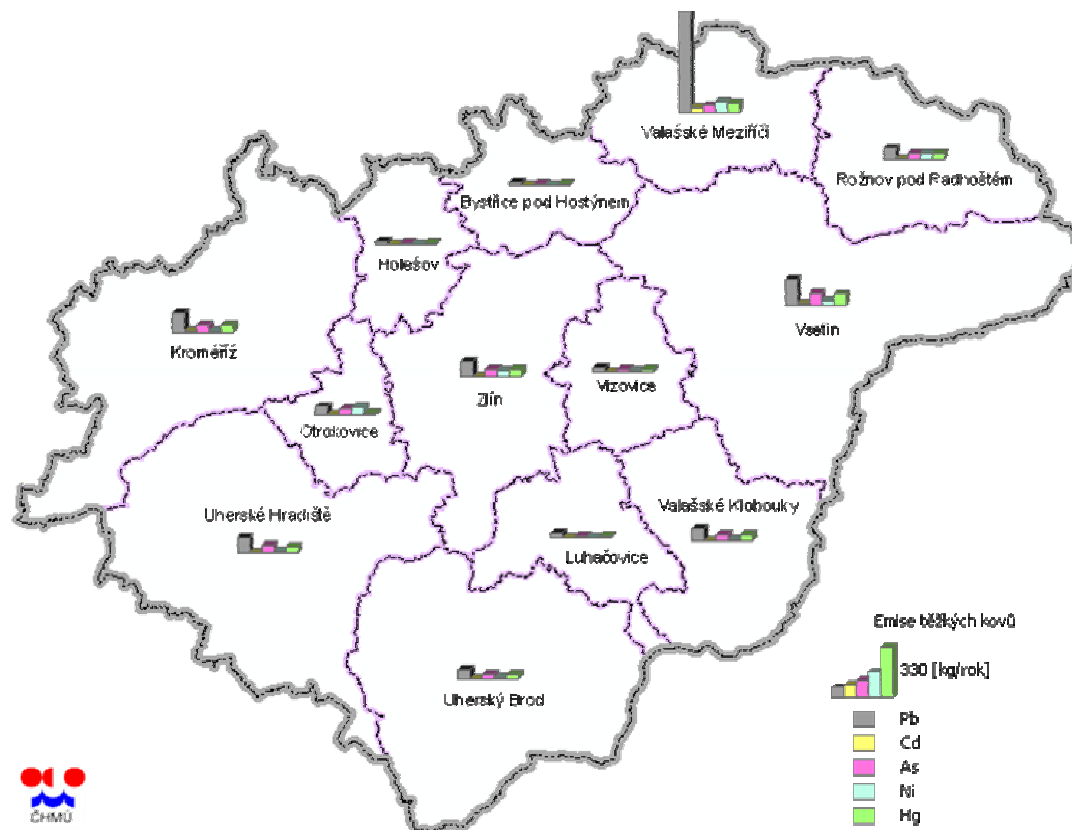 Valašské Meziříčí
Rožnov pod Radhoštěm
Bystřice pod Hostýnem
Holešov
Vsetín
Kroměříž
Zlín
Vizovice
Otrokovice
Uherské Hradiště
Valašské Klobouky
Luhačovice
Uherský Brod
Emise těžkých kovů
330 [kg/rok]
Pb
Cd
As
Ni
Hg
ČHMÚ